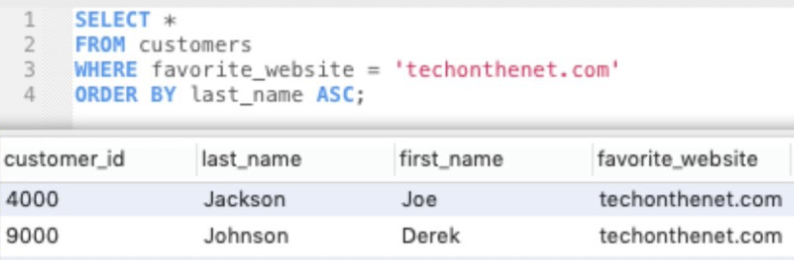 1 SELECT *
2 FROM customers
3 WHERE favorite_website = 'techonthenet.com'
4 ORDER BY last_name ASC;
customer_id last_name first_name favorite_website
4000 Jackson Joe techonthenet.com
9000 Johnson Derek techonthenet.com